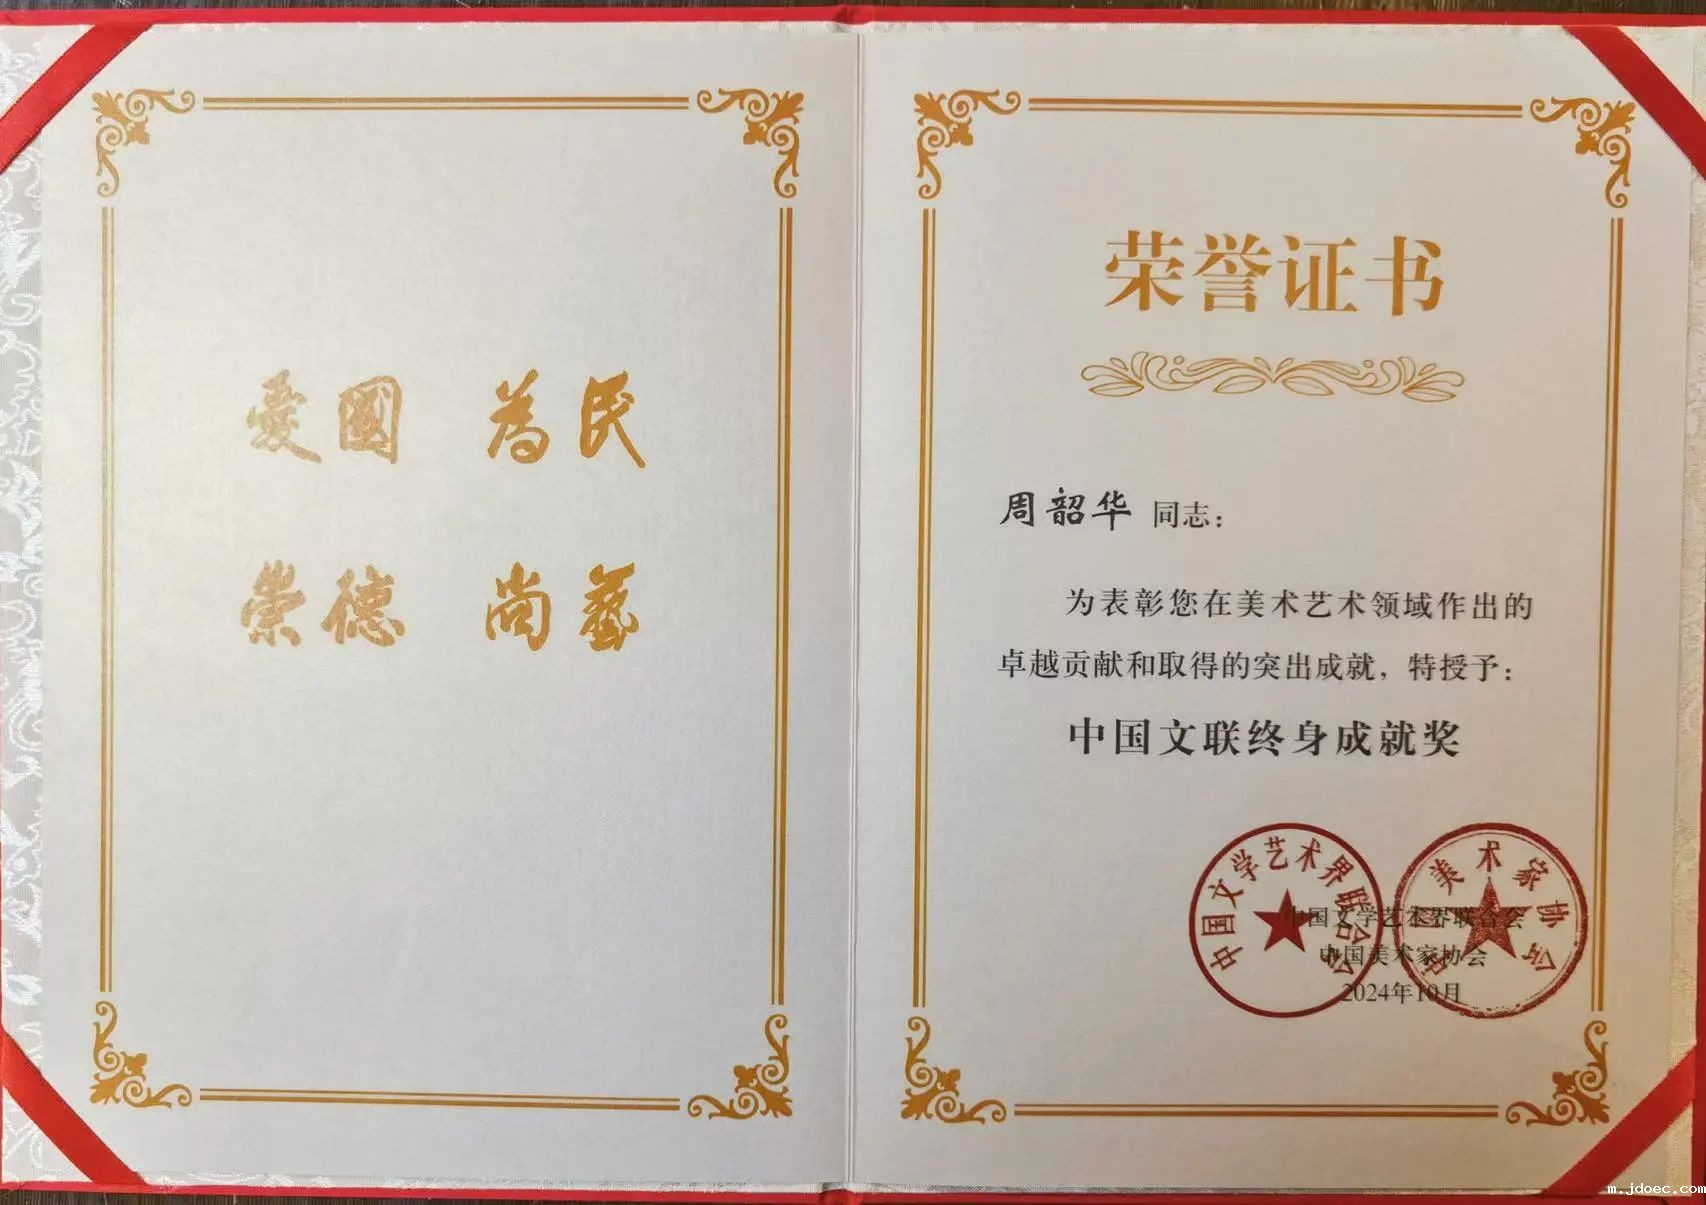 爱國 为民
崇德 尚藝
荣誉证书
周韶华 同志：
为表彰您在美术艺术领域作出的
卓越贡献和取得的突出成就，特授予：
中国文联终身成就奖
中国文学艺术界联合会
中国美术家协会
中国文学艺术界联合会
中国美术家协会
2024年10月
m.jdoec.com